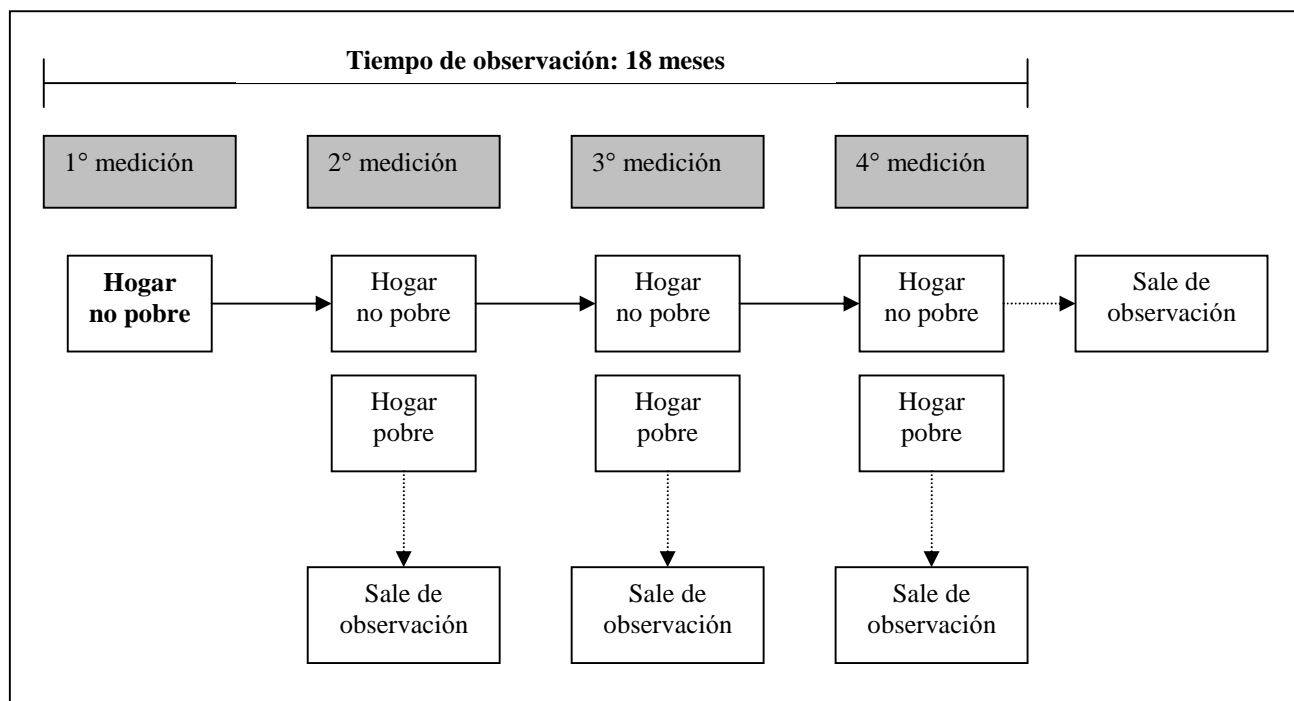 Tiempo de observación: 18 meses
1° medición
2° medición
3° medición
4° medición
Hogar
no pobre
Hogar
no pobre
Hogar
no pobre
Hogar
no pobre
Sale de
observación
Hogar
pobre
Hogar
pobre
Hogar
pobre
Sale de
observación
Sale de
observación
Sale de
observación